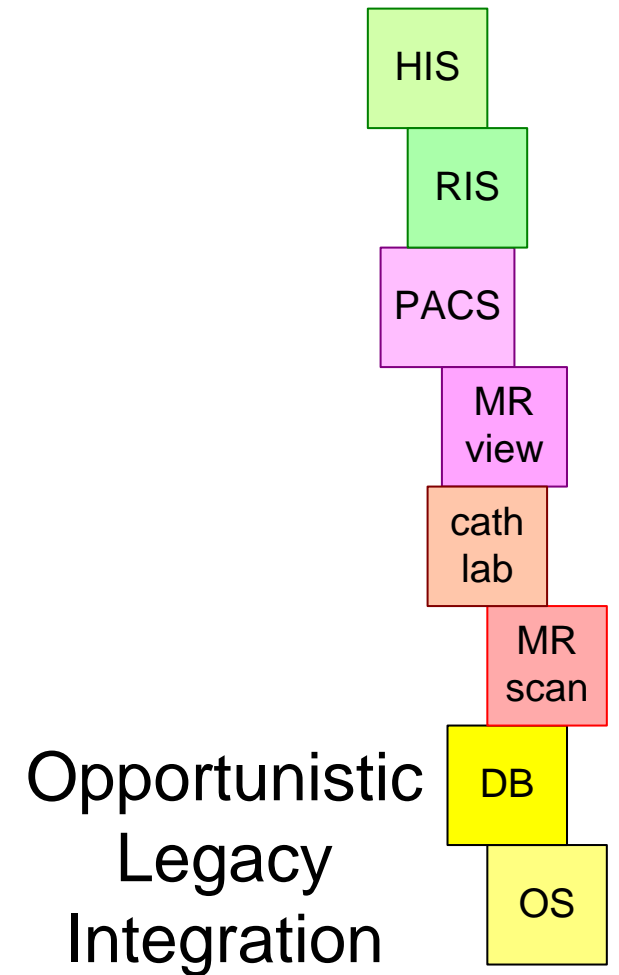 HIS
RIS
PACS
MR
view
cath
lab
MR
scan
DB
OS
Opportunistic
Legacy
Integration